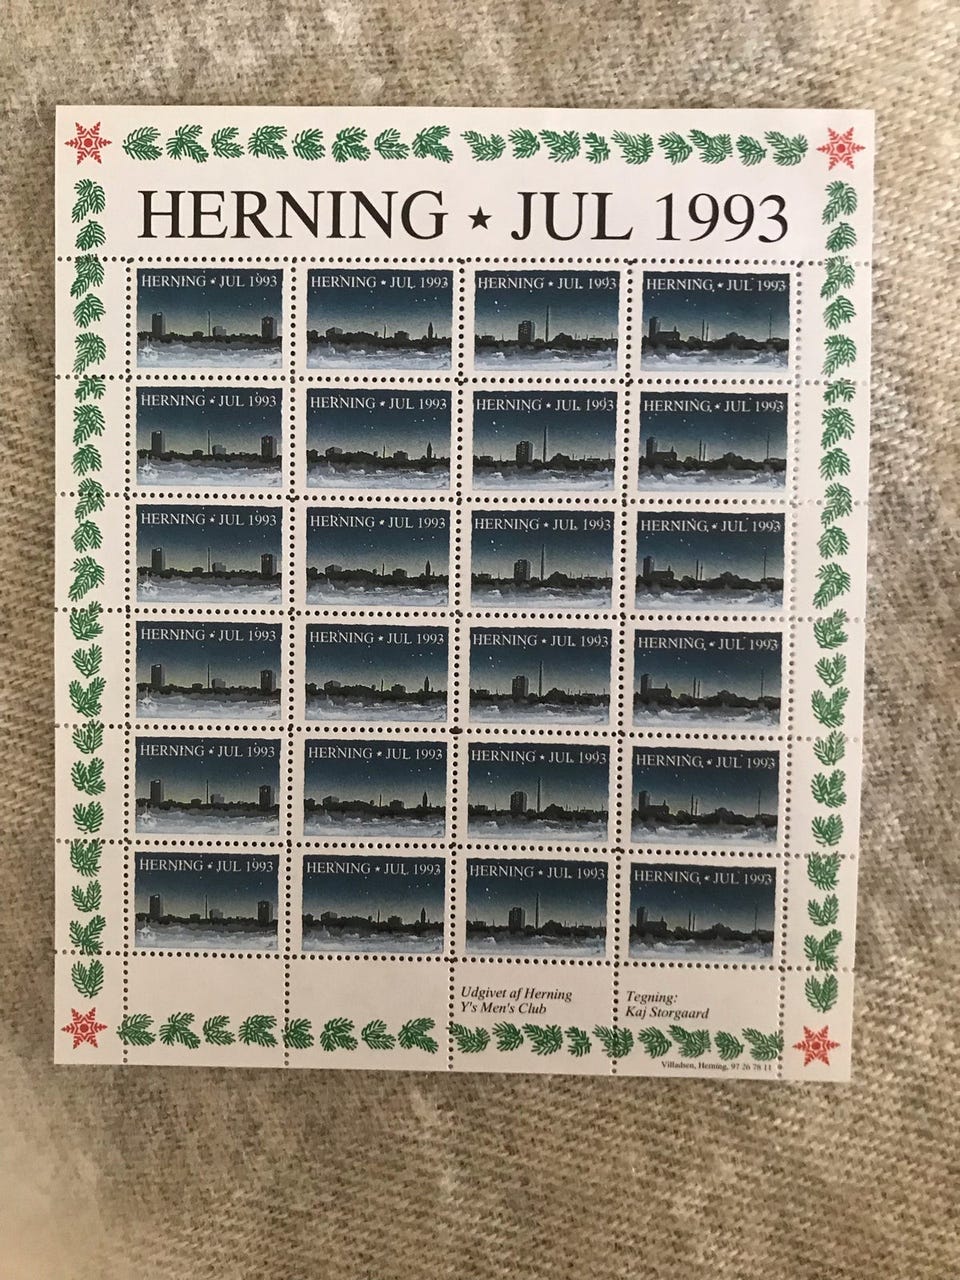 HERNING ★ JUL 1993
HERNING ★ JUL 1993 HERNING ★ JUL 1993 HERNING ★ JUL 1993 HERNING ★ JUL 1993
HERNING ★ JUL 1993 HERNING ★ JUL 1993 HERNING ★ JUL 1993 HERNING ★ JUL 1993
HERNING ★ JUL 1993 HERNING ★ JUL 1993 HERNING ★ JUL 1993 HERNING ★ JUL 1993
HERNING ★ JUL 1993 HERNING ★ JUL 1993 HERNING ★ JUL 1993 HERNING ★ JUL 1993
HERNING ★ JUL 1993 HERNING ★ JUL 1993 HERNING ★ JUL 1993 HERNING ★ JUL 1993
HERNING ★ JUL 1993 HERNING ★ JUL 1993 HERNING ★ JUL 1993 HERNING ★ JUL 1993
Udgivet af Herning
Y's Men's Club
Tegning:
Kaj Storgaard
Villadsen, Herning, 97 26 78 11